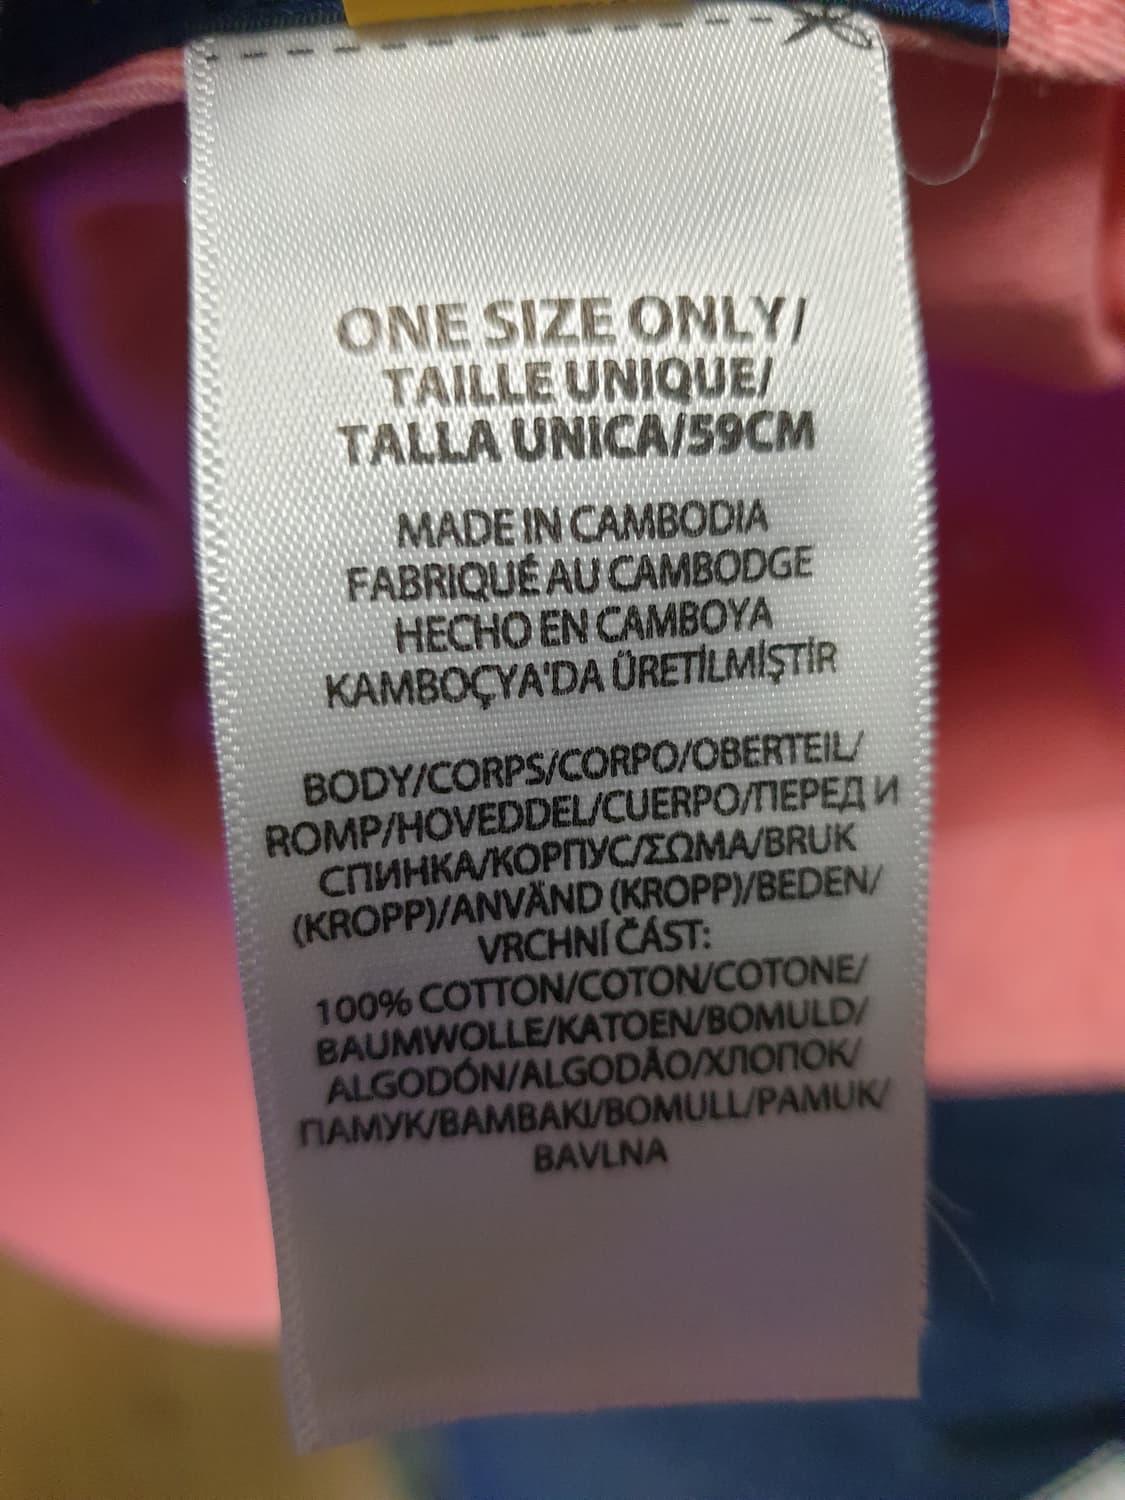 ONE SIZE ONLY/
TAILLE UNIQUE/
TALLA UNICA/59CM
MADE IN CAMBODIA
FABRIQUÉ AU CAMBODGE
HECHO EN CAMBOYA
KAMBOÇYA'DA ÜRETİLMİŞTİR
BODY/CORPS/CORPO/OBERTEIL/
ROMP/HOVEDDEL/CUERPO/ПЕРЕД И
СПИНКА/КОРПУС/ΣΩΜΑ/BRUK
(KROPP)/ANVÄND (KROPP)/BEDEN/
VRCHNÍ ČÁST:
100% COTTON/COTON/COTONE/
BAUMWOLLE/KATOEN/BOMULD/
ALGODÓN/ALGODÃO/ХЛОПОК/
ПАМУК/ΒΑΜΒΑΚΙ/BOMULL/PAMUK/
BAVLNA